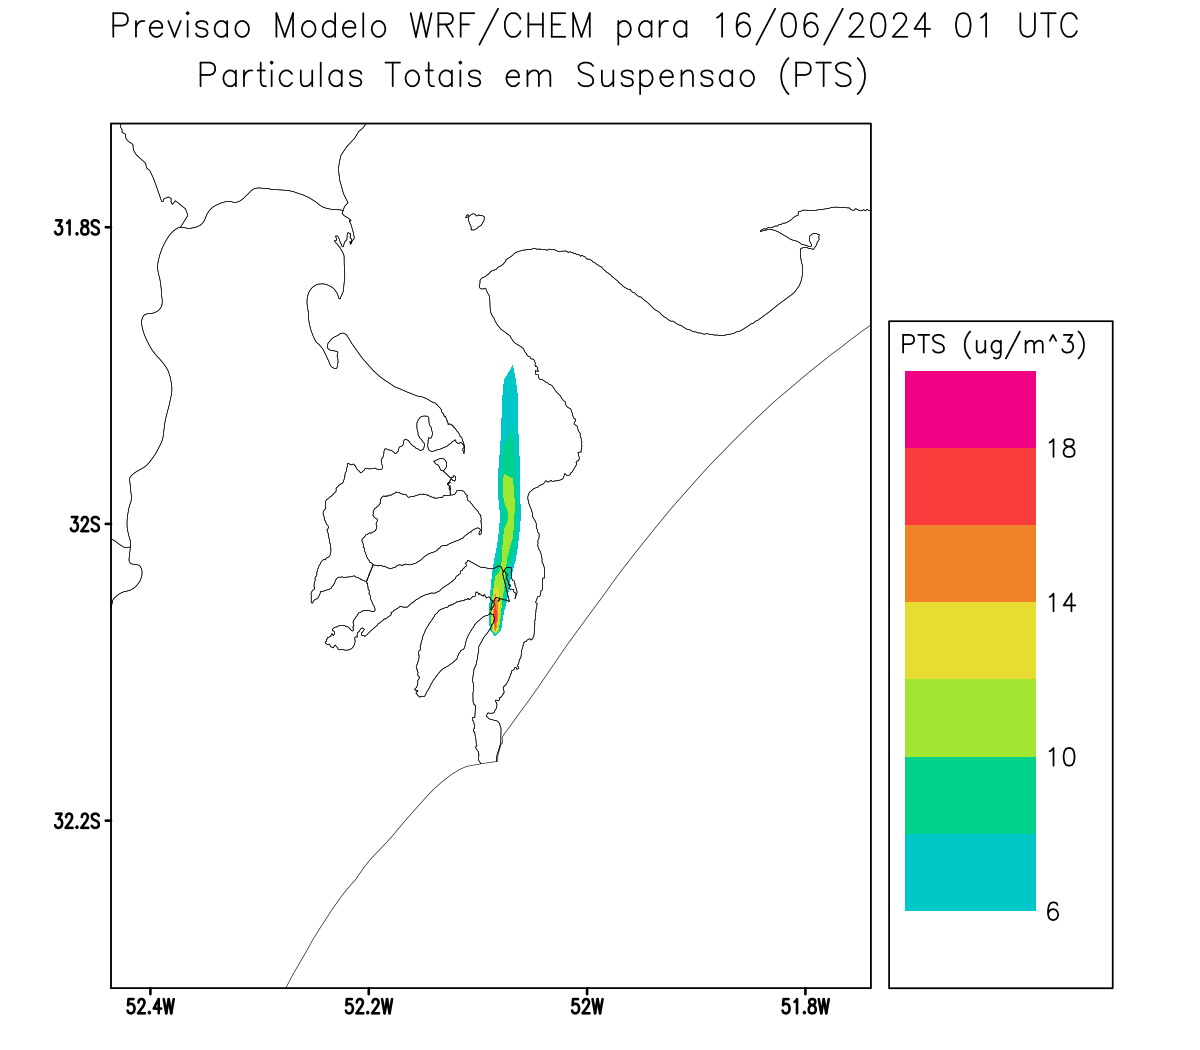 Previsao Modelo WRF/CHEM para 16/06/2024 01 UTC
Particulas Totais em Suspensao (PTS)
31.8S
32S
32.2S
52.4W
52.2W
52W
51.8W
PTS (ug/m^3)
18
14
10
6